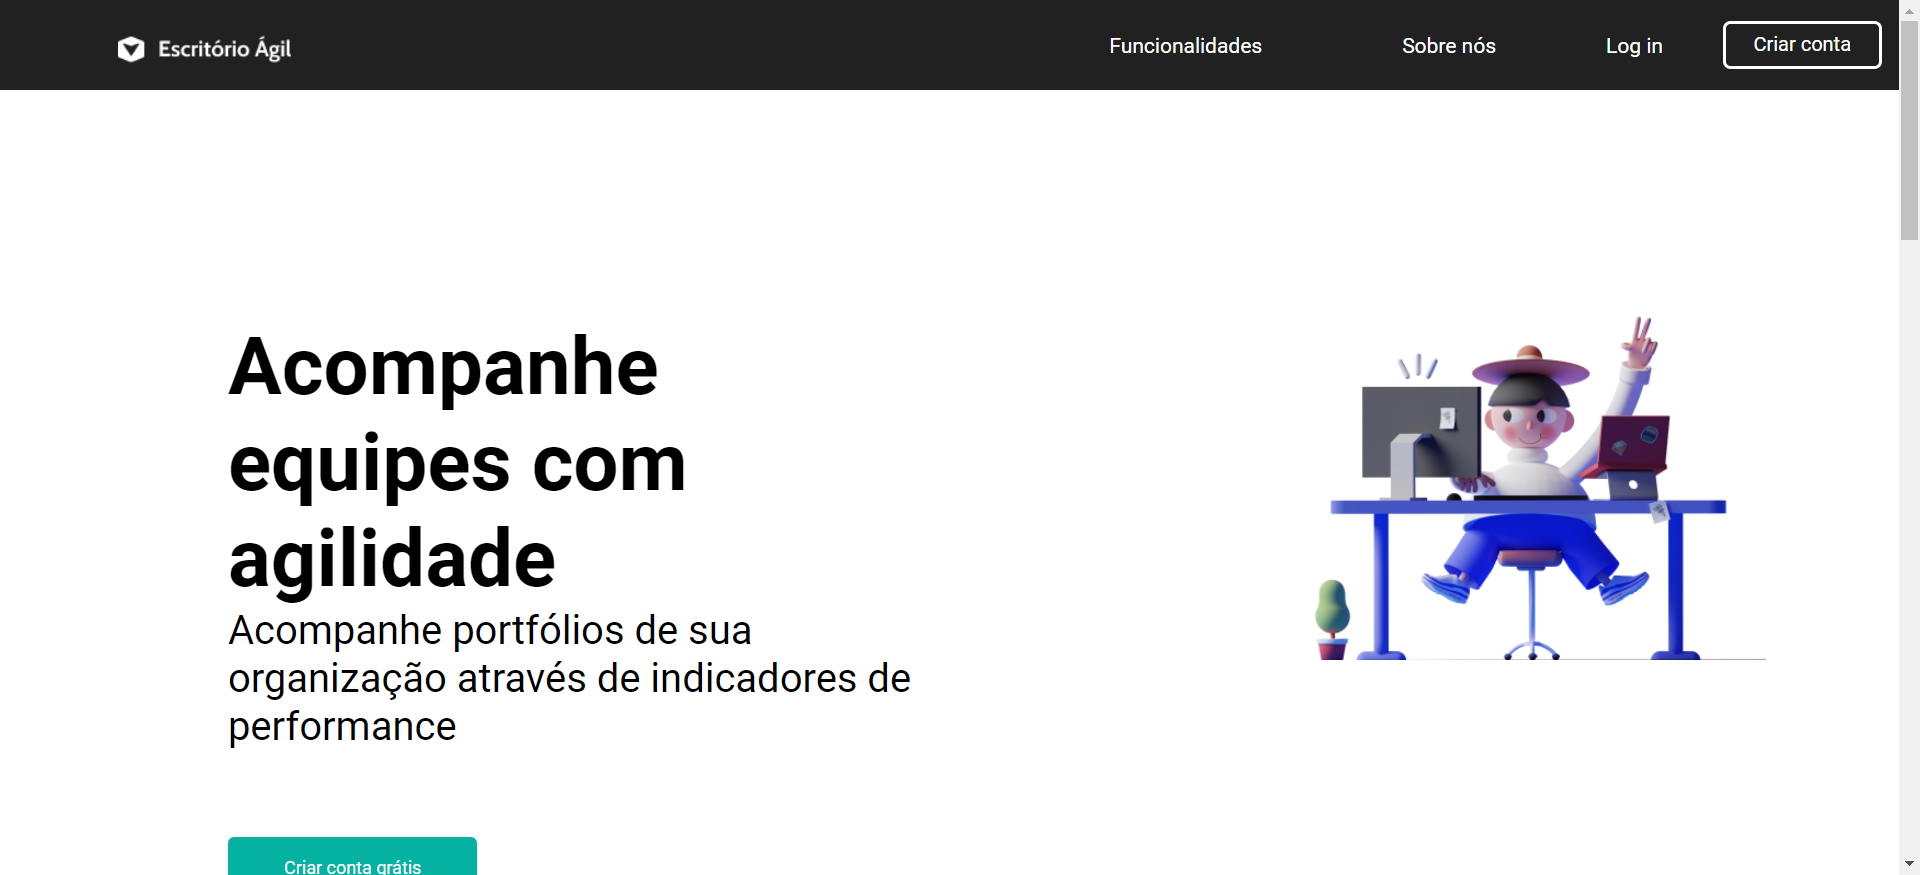 Escritório Ágil
Funcionalidades
Sobre nós
Log in
Criar conta
Acompanhe
equipes com
agilidade
Acompanhe portfólios de sua
organização através de indicadores de
performance
Criar conta grátis